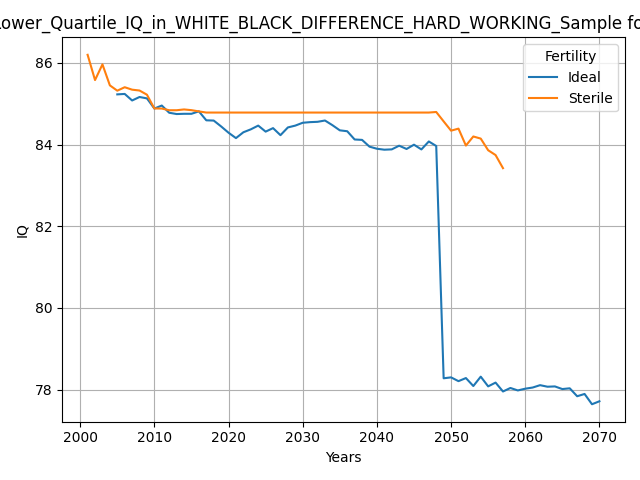 Lower_Quartile_IQ_in_WHITE_BLACK_DIFFERENCE_HARD_WORKING_Sample fo
Fertility
Ideal
Sterile
IQ
86
84
82
80
78
2000 2010 2020 2030 2040 2050 2060 2070
Years